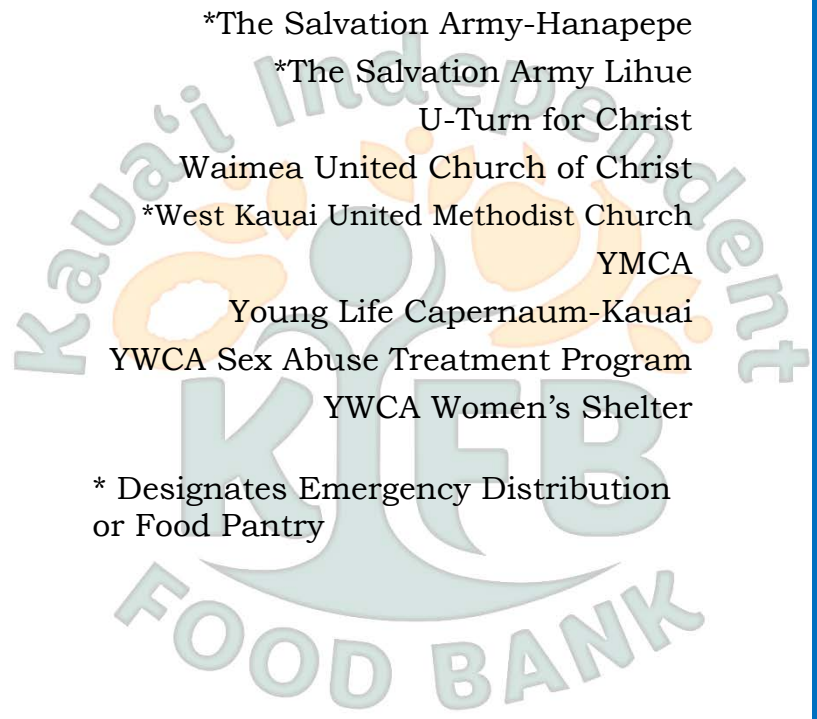 *The Salvation Army-Hanapepe
*The Salvation Army Lihue
U-Turn for Christ
Waimea United Church of Christ
*West Kauai United Methodist Church
YMCA
Young Life Capernaum-Kauai
YWCA Sex Abuse Treatment Program
YWCA Women’s Shelter
* Designates Emergency Distribution
or Food Pantry
Kaua‘i Independent
KIFB
FOOD BANK